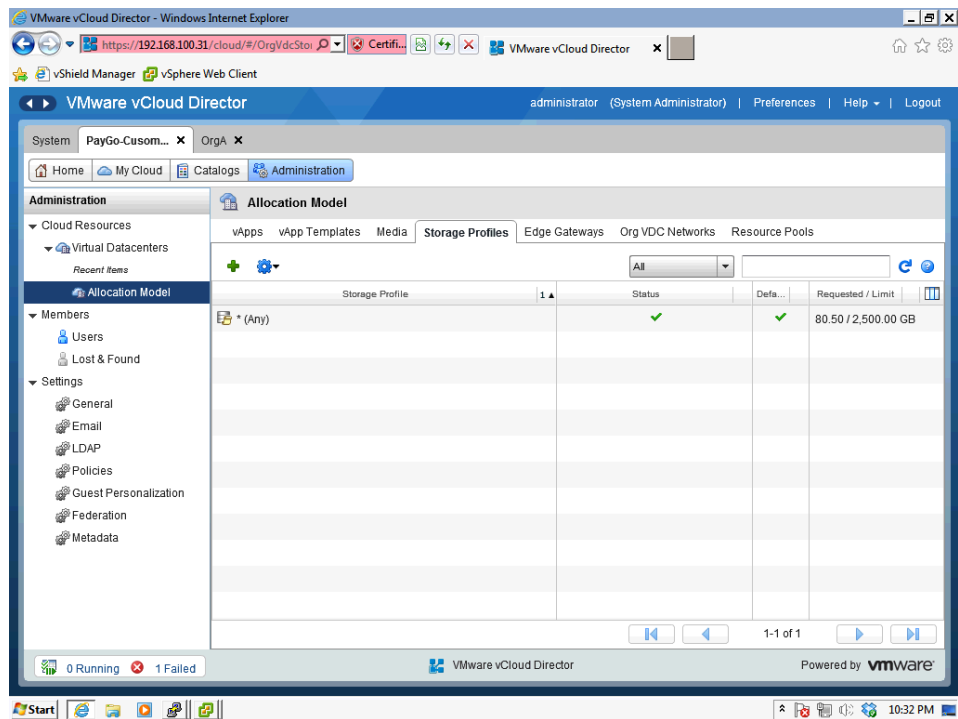 VMware vCloud Director - Windows Internet Explorer
https://192.168.100.31/cloud/#/OrgVdcStor Certifi... VMware vCloud Director
vShield Manager vSphere Web Client
VMware vCloud Director administrator (System Administrator) | Preferences | Help | Logout
System PayGo-Cusom... OrgA
Home My Cloud Catalogs Administration
Administration
Allocation Model
Cloud Resources
Virtual Datacenters
Recent Items
Allocation Model
Members
Users
Lost & Found
Settings
General
Email
LDAP
Policies
Guest Personalization
Federation
Metadata
vApps vApp Templates Media Storage Profiles Edge Gateways Org VDC Networks Resource Pools
All
Storage Profile 1 Status Defa... Requested / Limit
* (Any) 80.50 / 2,500.00 GB
1-1 of 1
0 Running 1 Failed VMware vCloud Director Powered by vmware
Start 10:32 PM